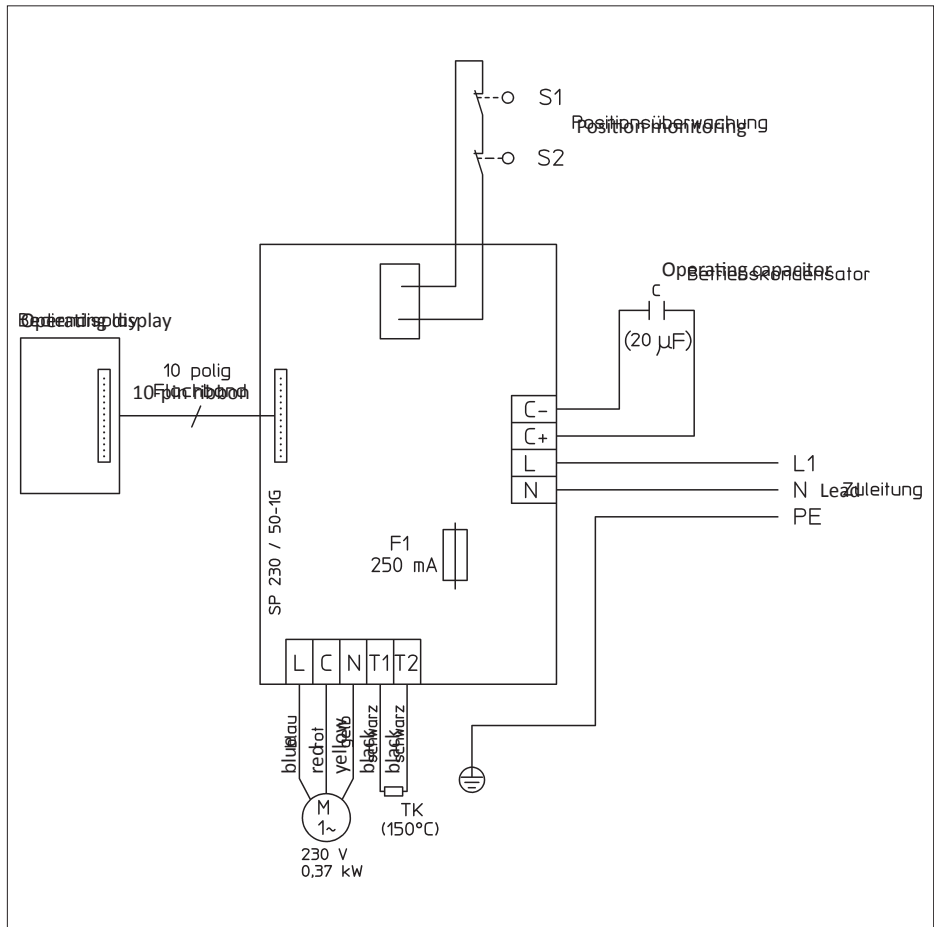 S1
Positionsüberwachung
Position monitoring
S2
Operating capacitor
Betriebskondensator
C
(20 µF)
Operating display
10 polig
Flachband
10-pin ribbon
C-
C+
L
N
L1
N Lead Zuleitung
PE
SP 230 / 50-1G
F1
250 mA
L C N T1 T2
blau
blue
rot
red
gelb
yellow
schwarz
black
schwarz
black
M
1~
TK
(150°C)
230 V
0,37 kW